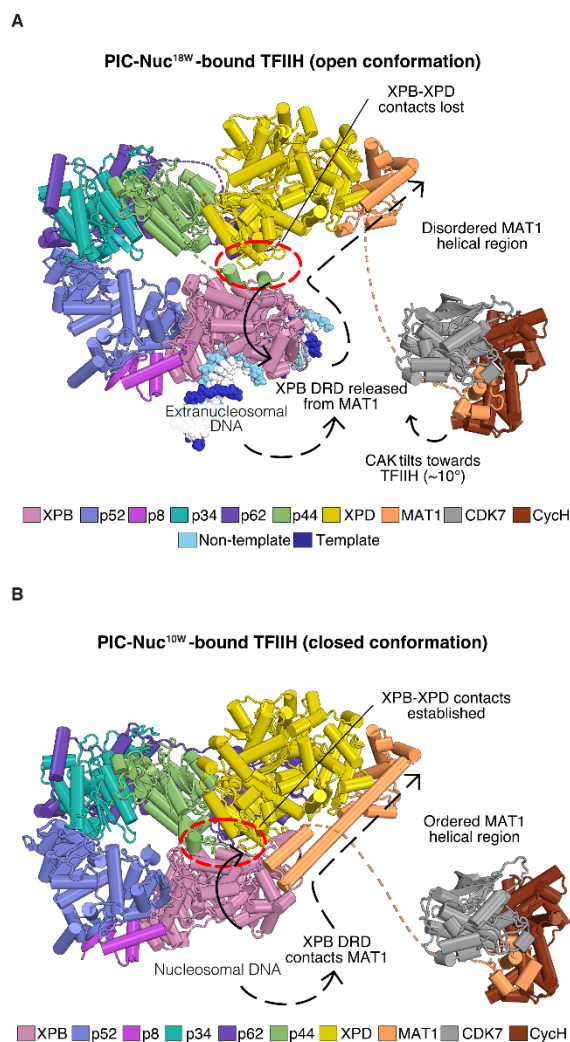 A
PIC-Nuc18W-bound TFIIH (open conformation)
XPB-XPD
contacts lost
Disordered MAT1
helical region
XPB DRD released
from MAT1
Extranucleosomal
DNA
CAK tilts towards
TFIIH (~10°)
XPB p52 p8 p34 p62 p44 XPD MAT1 CDK7 CycH
Non-template Template
B
PIC-Nuc10W-bound TFIIH (closed conformation)
XPB-XPD contacts
established
Ordered MAT1
helical region
XPB DRD
contacts MAT1
Nucleosomal DNA
XPB p52 p8 p34 p62 p44 XPD MAT1 CDK7 CycH